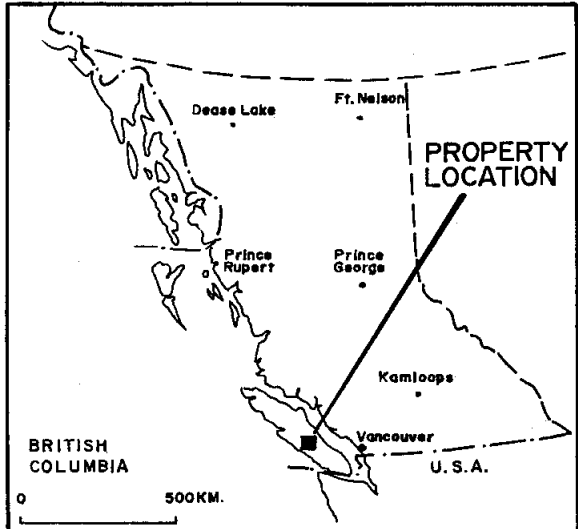 Dease Lake
Ft. Nelson
PROPERTY
LOCATION
Prince
Rupert
Prince
George
Kamloops
Vancouver
BRITISH
COLUMBIA
U.S.A.
0 500KM.